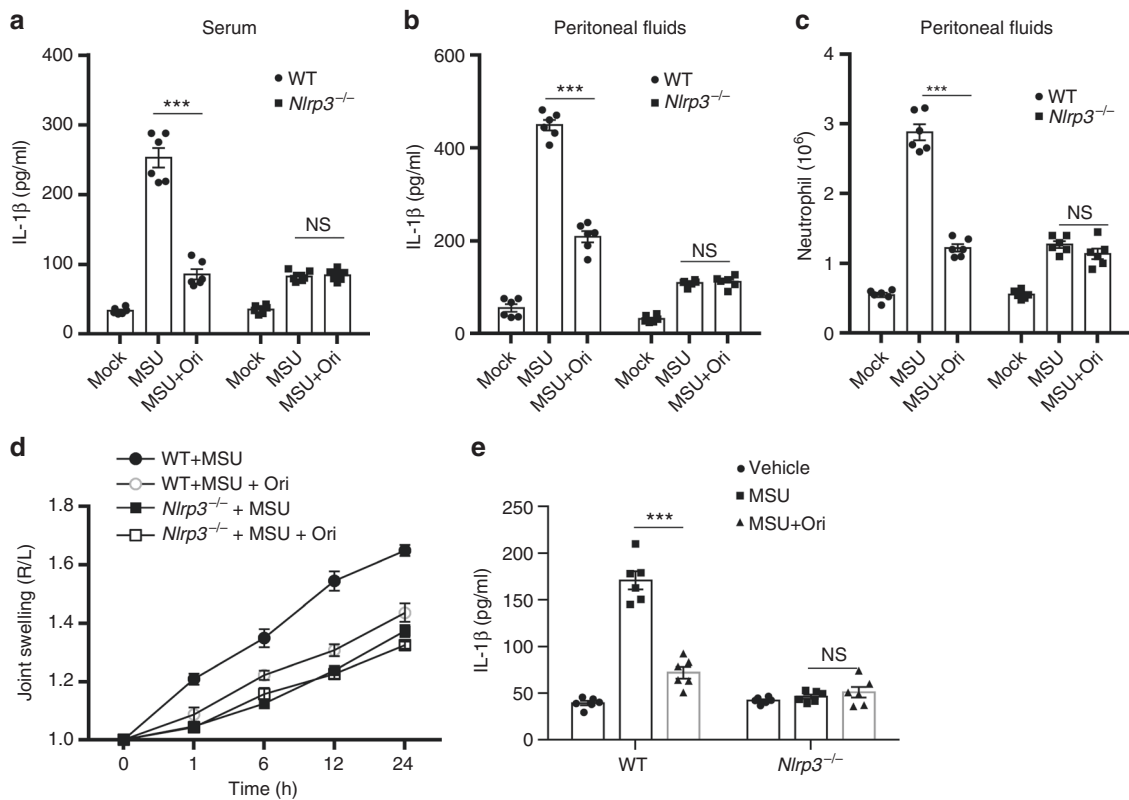 a
Serum
400
300
200
100
0
IL-1β (pg/ml)
WT
Nlrp3–/–
***
NS
Mock
MSU
MSU+Ori
Mock
MSU
MSU+Ori
b
Peritoneal fluids
600
400
200
0
IL-1β (pg/ml)
WT
Nlrp3–/–
***
NS
Mock
MSU
MSU+Ori
Mock
MSU
MSU+Ori
c
Peritoneal fluids
4
3
2
1
0
Neutrophil (10⁶)
WT
Nlrp3–/–
***
NS
Mock
MSU
MSU+Ori
Mock
MSU
MSU+Ori
d
WT+MSU
WT+MSU + Ori
Nlrp3–/– + MSU
Nlrp3–/– + MSU + Ori
1.8
1.6
1.4
1.2
1.0
Joint swelling (R/L)
0 1 6 12 24
Time (h)
e
Vehicle
MSU
MSU+Ori
250
200
150
100
50
0
IL-1β (pg/ml)
***
NS
WT
Nlrp3–/–